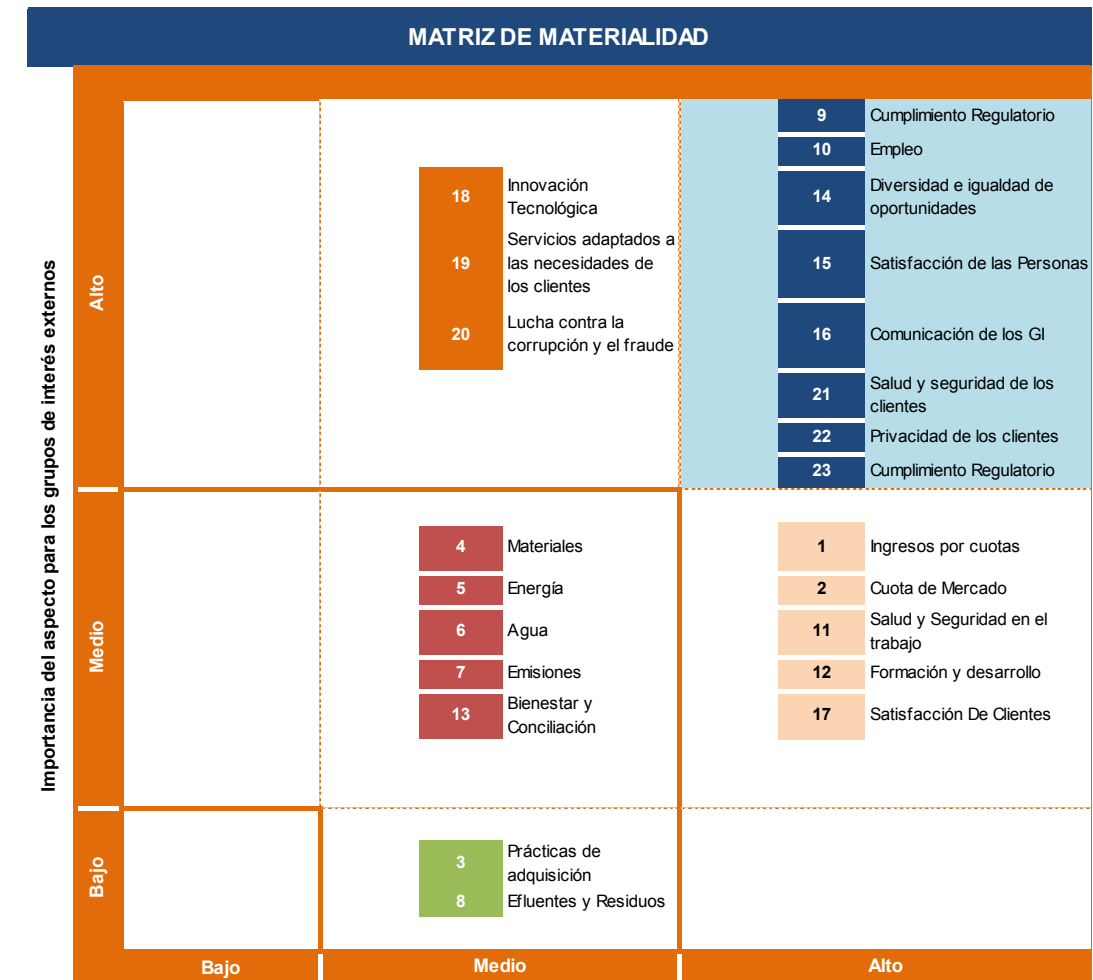 MATRIZ DE MATERIALIDAD
Importancia del aspecto para los grupos de interés externos
Alto
18
Innovación
Tecnológica
19
Servicios adaptados a
las necesidades de
los clientes
20
Lucha contra la
corrupción y el fraude
9 Cumplimiento Regulatorio
10 Empleo
14
Diversidad e igualdad de
oportunidades
15 Satisfacción de las Personas
16 Comunicación de los GI
21
Salud y seguridad de los
clientes
22 Privacidad de los clientes
23 Cumplimiento Regulatorio
Medio
4 Materiales
5 Energía
6 Agua
7 Emisiones
13
Bienestar y
Conciliación
1 Ingresos por cuotas
2 Cuota de Mercado
11
Salud y Seguridad en el
trabajo
12 Formación y desarrollo
17 Satisfacción De Clientes
Bajo
3
Prácticas de
adquisición
8 Efluentes y Residuos
Bajo Medio Alto